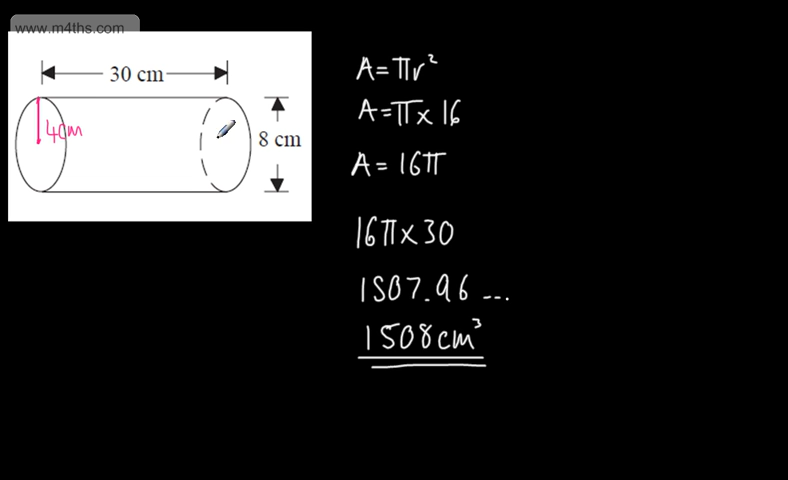 www.m4ths.com
30 cm
4cm
8 cm
A=πr²
A=π×16
A=16π
16π×30
1507.96...
1508cm³